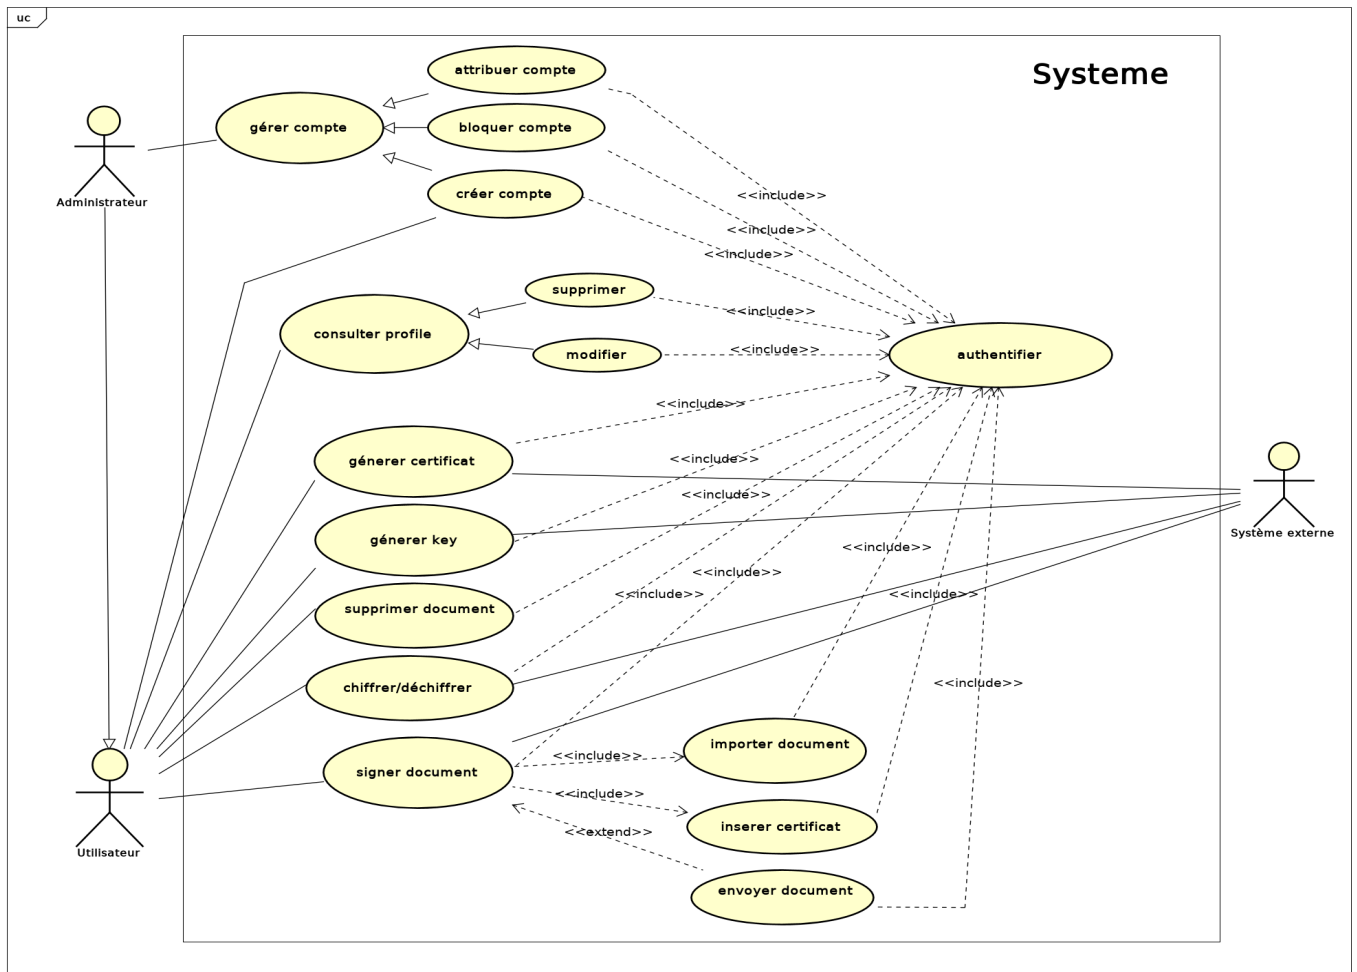 uc
Systeme
attribuer compte
gérer compte
bloquer compte
créer compte
Administrateur
<<include>>
<<include>>
<<include>>
supprimer
<<include>>
consulter profile
modifier
<<include>>
authentifier
<<include>>
génerer certificat
<<include>>
<<include>>
génerer key
Système externe
<<include>>
<<include>>
<<include>>
<<include>>
supprimer document
chiffrer/déchiffrer
<<include>>
importer document
<<include>>
signer document
<<include>>
inserer certificat
<<extend>>
Utilisateur
envoyer document